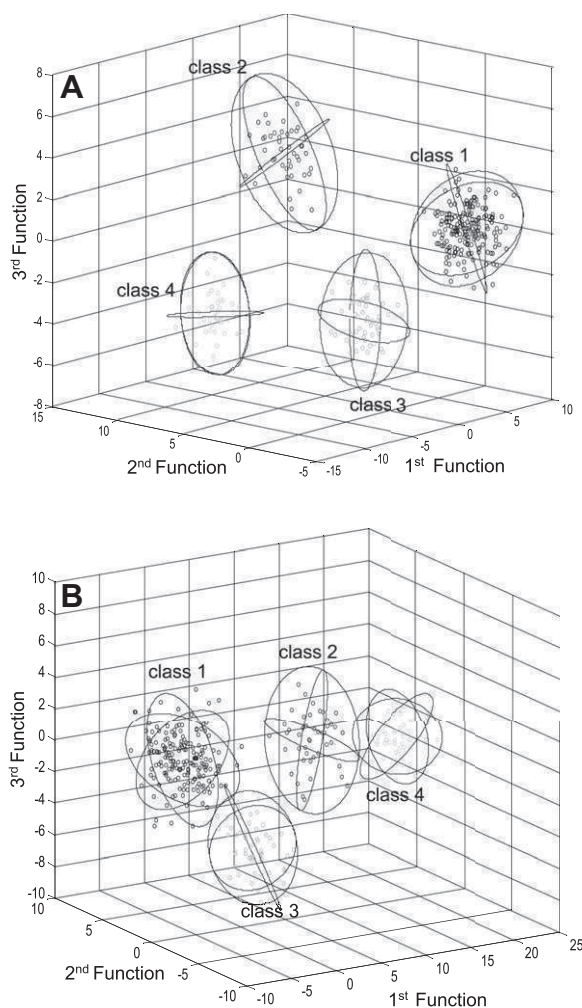 A
class 2
class 1
class 4
class 3
8
6
4
2
0
-2
-4
-6
-8
3rd Function
15
10
5
0
-5
2nd Function
-15
-10
-5
0
5
10
1st Function
B
class 1
class 2
class 4
class 3
10
8
6
4
2
0
-2
-4
-6
-8
-10
3rd Function
10
5
0
-5
-10
2nd Function
-10
-5
0
5
10
15
20
25
1st Function